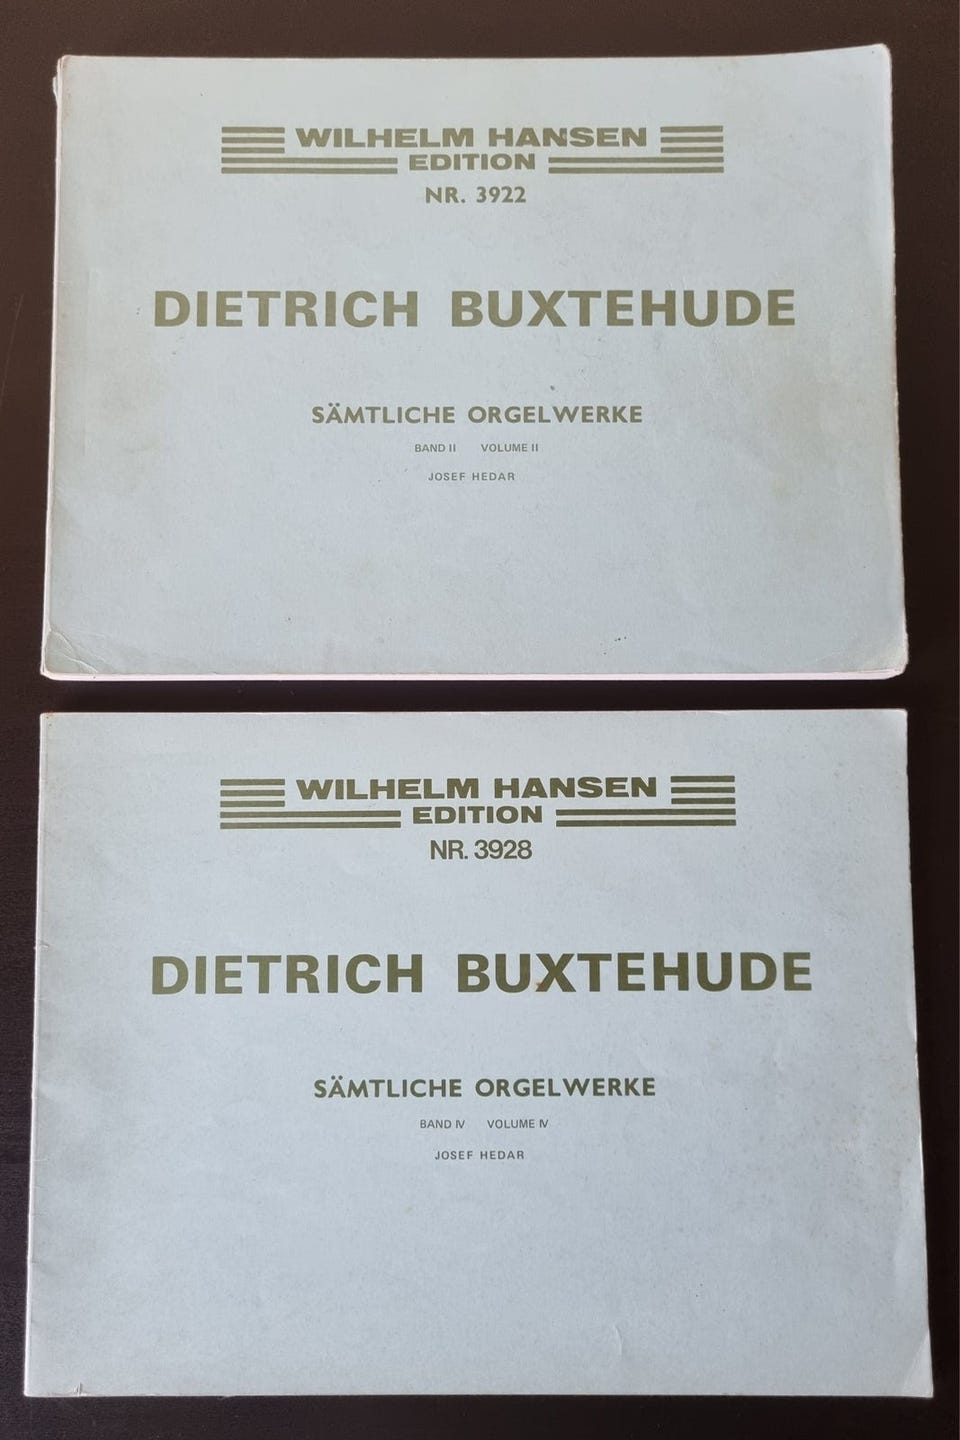 WILHELM HANSEN
EDITION
NR. 3922
DIETRICH BUXTEHUDE
SÄMTLICHE ORGELWERKE
BAND II VOLUME II
JOSEF HEDAR
WILHELM HANSEN
EDITION
NR. 3928
DIETRICH BUXTEHUDE
SÄMTLICHE ORGELWERKE
BAND IV VOLUME IV
JOSEF HEDAR